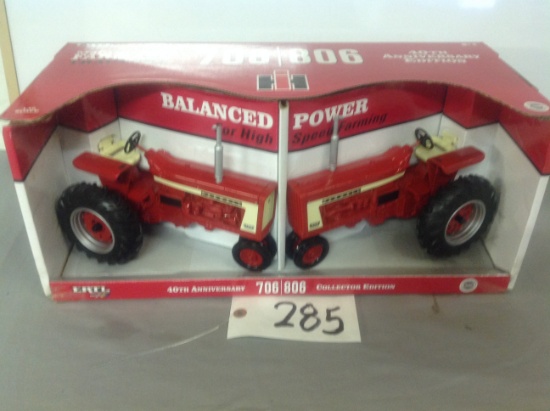 706 806
40TH ANNIVERSARY
EDITION
BALANCED POWER
For High Speed Farming
ERTL
40TH ANNIVERSARY 706 806 COLLECTOR EDITION
285